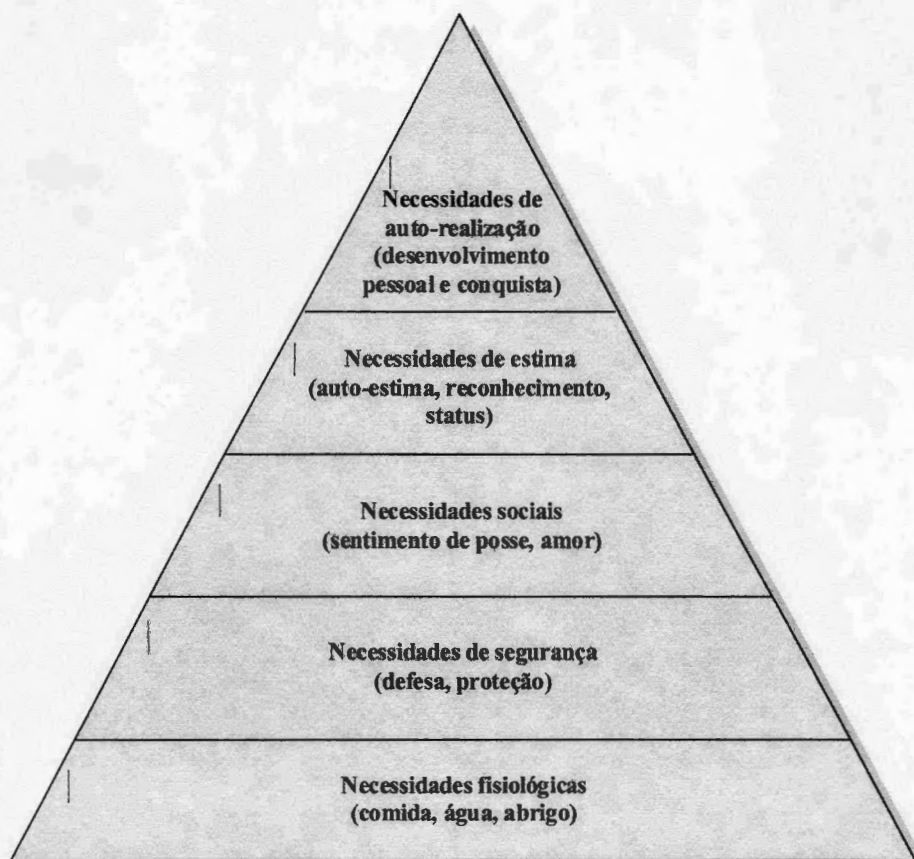 Necessidades de
auto-realização
(desenvolvimento
pessoal e conquista)
Necessidades de estima
(auto-estima, reconhecimento,
status)
Necessidades sociais
(sentimento de posse, amor)
Necessidades de segurança
(defesa, proteção)
Necessidades fisiológicas
(comida, água, abrigo)